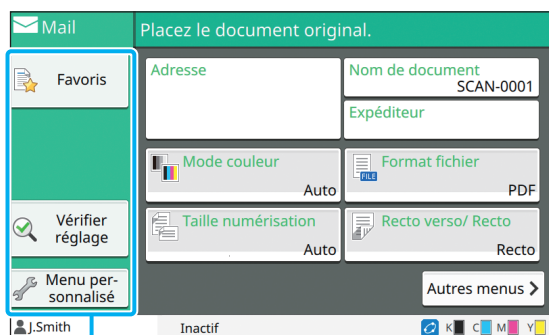 Mail
Placez le document original.
Favoris
Adresse
Nom de document
SCAN-0001
Expéditeur
Mode couleur
Auto
Format fichier
FILE
PDF
Vérifier
réglage
Taille numérisation
Auto
Recto verso/ Recto
Recto
Menu per-
sonnalisé
Autres menus
J.Smith
Inactif
K C M Y